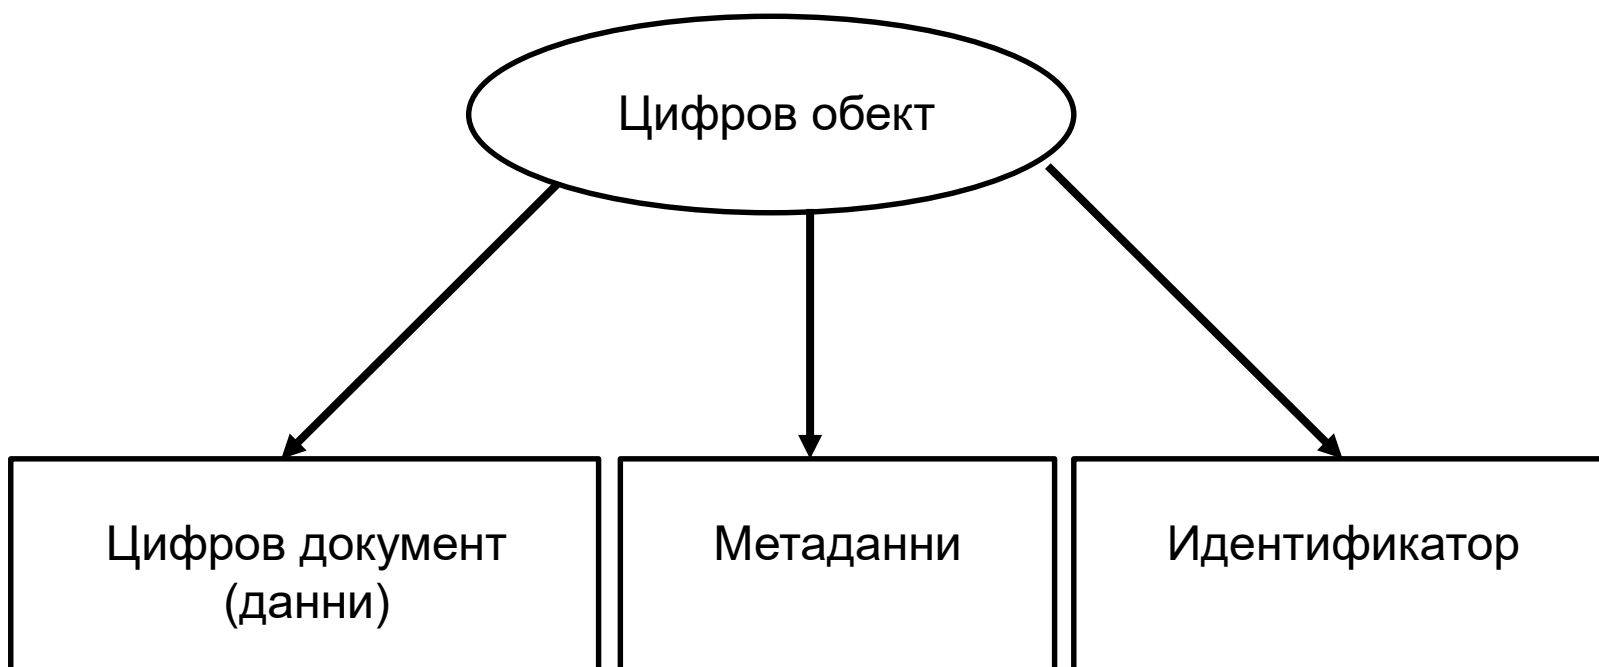 Цифров обект
Цифров документ
(данни)
Метаданни
Идентификатор